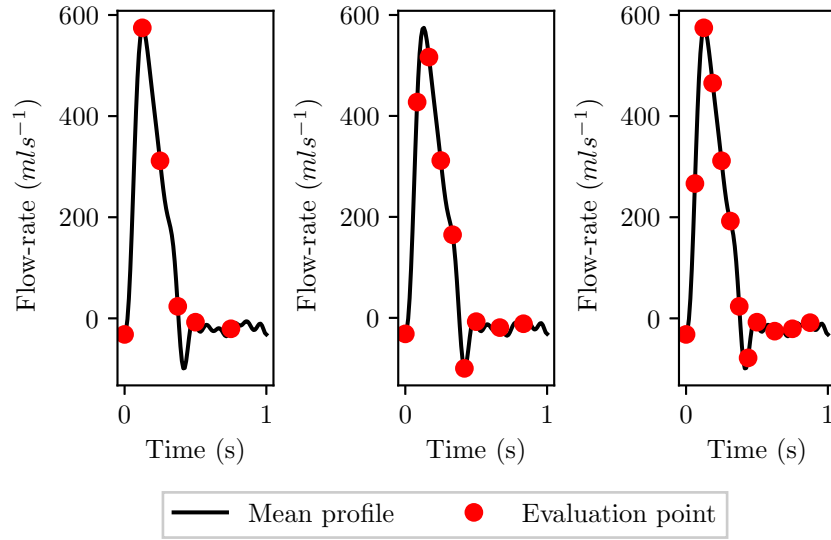 600
400
200
0
Flow-rate (mls⁻¹)
0 1
Time (s)
600
400
200
0
Flow-rate (mls⁻¹)
0 1
Time (s)
600
400
200
0
Flow-rate (mls⁻¹)
0 1
Time (s)
Mean profile
Evaluation point